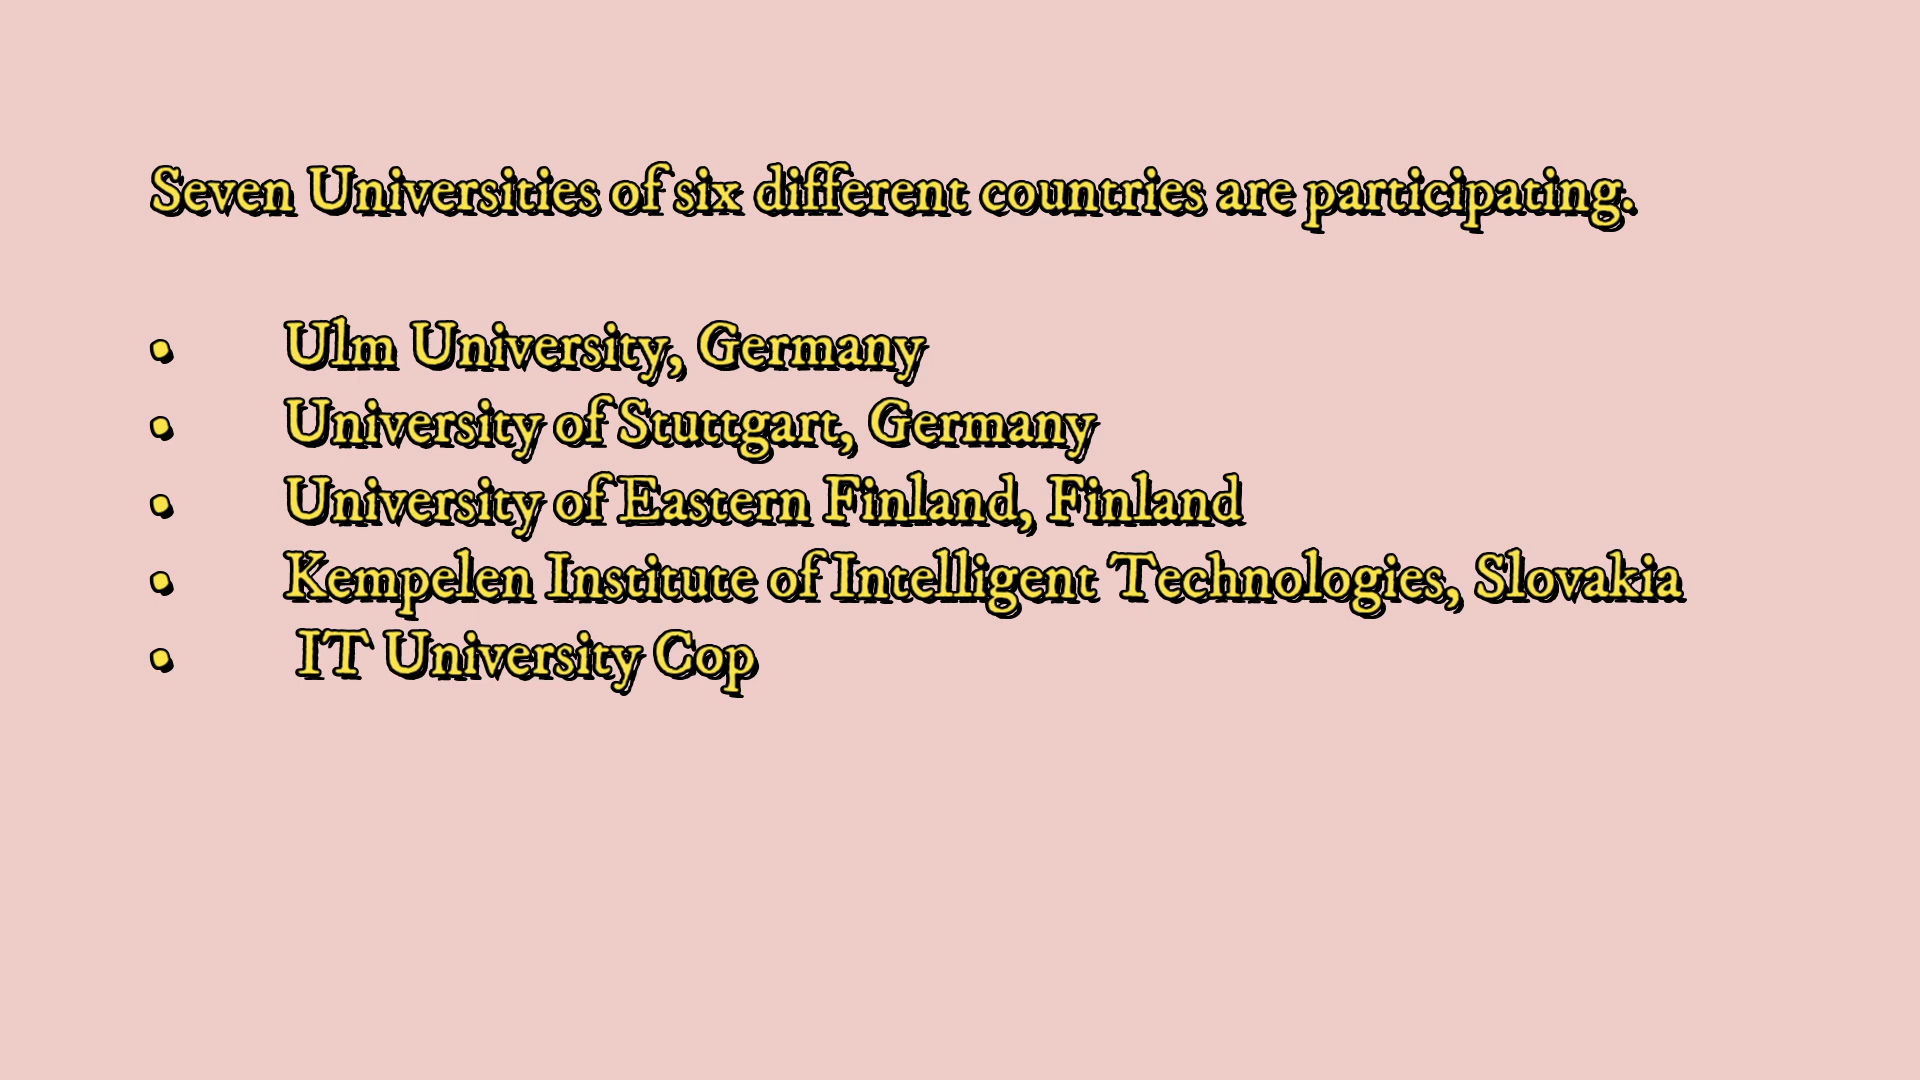 Seven Universities of six different countries are participating.
• Ulm University, Germany
• University of Stuttgart, Germany
• University of Eastern Finland, Finland
• Kempelen Institute of Intelligent Technologies, Slovakia
• IT University Cop